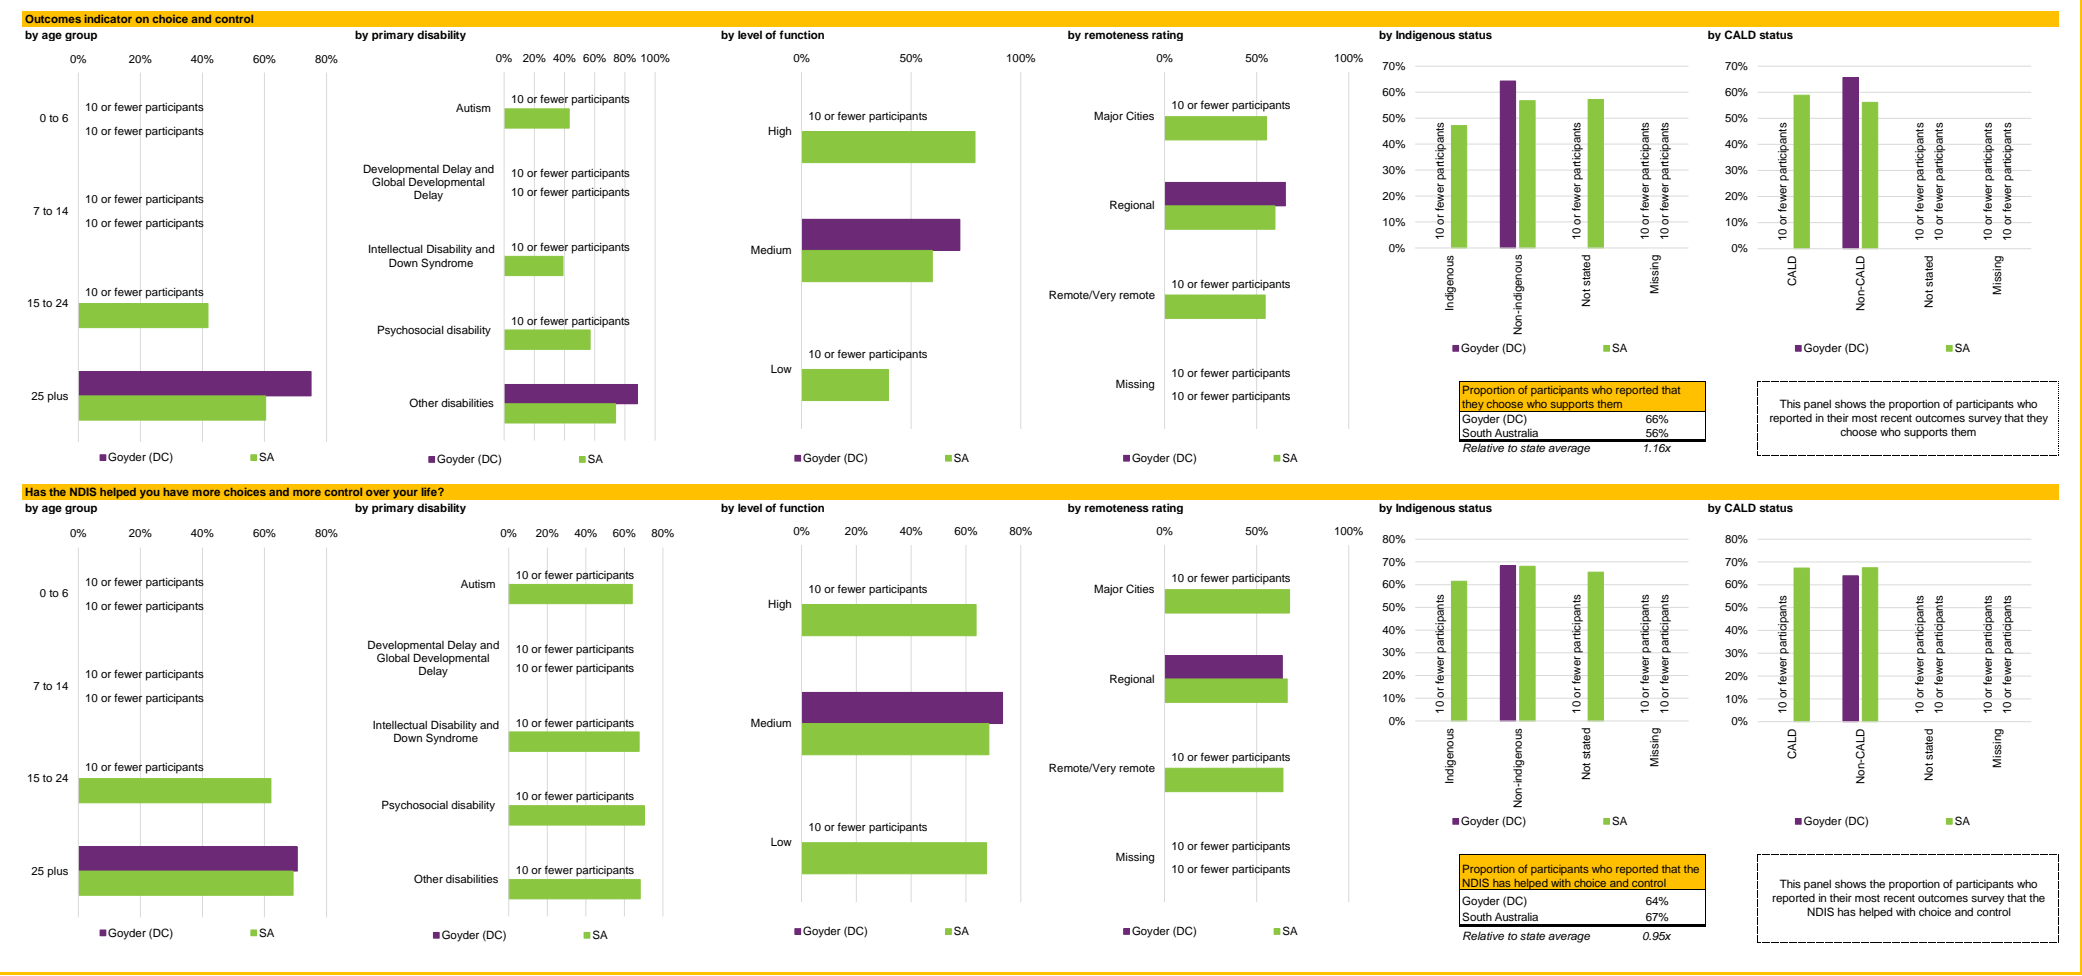 Outcomes indicator on choice and control
by age group
0% 20% 40% 60% 80%
0 to 6
10 or fewer participants
10 or fewer participants
7 to 14
10 or fewer participants
10 or fewer participants
15 to 24
10 or fewer participants
25 plus
Goyder (DC) SA
by primary disability
0% 20% 40% 60% 80% 100%
Autism
10 or fewer participants
Developmental Delay and
Global Developmental
Delay
10 or fewer participants
10 or fewer participants
Intellectual Disability and
Down Syndrome
10 or fewer participants
Psychosocial disability
10 or fewer participants
Other disabilities
Goyder (DC) SA
by level of function
0% 50% 100%
High
10 or fewer participants
Medium
Low
10 or fewer participants
Goyder (DC) SA
by remoteness rating
0% 50% 100%
Major Cities
10 or fewer participants
Regional
Remote/Very remote
10 or fewer participants
Missing
10 or fewer participants
10 or fewer participants
Goyder (DC) SA
by Indigenous status
70%
60%
50%
40%
30%
20%
10%
0%
10 or fewer participants
10 or fewer participants
10 or fewer participants
10 or fewer participants
Indigenous
Non-indigenous
Not stated
Missing
Goyder (DC) SA
Proportion of participants who reported that
they choose who supports them
Goyder (DC) 66%
South Australia 56%
Relative to state average 1.16x
by CALD status
70%
60%
50%
40%
30%
20%
10%
0%
10 or fewer participants
10 or fewer participants
10 or fewer participants
10 or fewer participants
10 or fewer participants
CALD
Non-CALD
Not stated
Missing
Goyder (DC) SA
This panel shows the proportion of participants who
reported in their most recent outcomes survey that they
choose who supports them
Has the NDIS helped you have more choices and more control over your life?
by age group
0% 20% 40% 60% 80%
0 to 6
10 or fewer participants
10 or fewer participants
7 to 14
10 or fewer participants
10 or fewer participants
15 to 24
10 or fewer participants
25 plus
Goyder (DC) SA
by primary disability
0% 20% 40% 60% 80%
Autism
10 or fewer participants
Developmental Delay and
Global Developmental
Delay
10 or fewer participants
10 or fewer participants
Intellectual Disability and
Down Syndrome
10 or fewer participants
Psychosocial disability
10 or fewer participants
Other disabilities
10 or fewer participants
Goyder (DC) SA
by level of function
0% 20% 40% 60% 80%
High
10 or fewer participants
Medium
Low
10 or fewer participants
Goyder (DC) SA
by remoteness rating
0% 50% 100%
Major Cities
10 or fewer participants
Regional
Remote/Very remote
10 or fewer participants
Missing
10 or fewer participants
10 or fewer participants
Goyder (DC) SA
by Indigenous status
80%
70%
60%
50%
40%
30%
20%
10%
0%
10 or fewer participants
10 or fewer participants
10 or fewer participants
10 or fewer participants
Indigenous
Non-indigenous
Not stated
Missing
Goyder (DC) SA
Proportion of participants who reported that the
NDIS has helped with choice and control
Goyder (DC) 64%
South Australia 67%
Relative to state average 0.95x
by CALD status
80%
70%
60%
50%
40%
30%
20%
10%
0%
10 or fewer participants
10 or fewer participants
10 or fewer participants
10 or fewer participants
10 or fewer participants
CALD
Non-CALD
Not stated
Missing
Goyder (DC) SA
This panel shows the proportion of participants who
reported in their most recent outcomes survey that the
NDIS has helped with choice and control